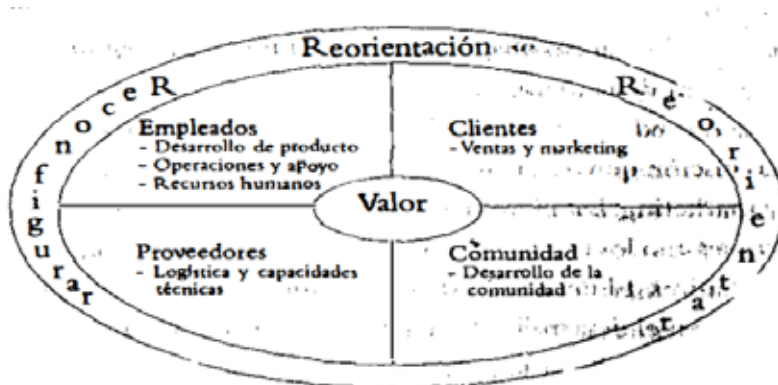 Reorientación
Reconfigurar
Reorientar
Empleados
- Desarrollo de producto
- Operaciones y apoyo
- Recursos humanos
Clientes
- Ventas y marketing
Valor
Proveedores
- Logística y capacidades
técnicas
Comunidad
- Desarrollo de la
comunidad